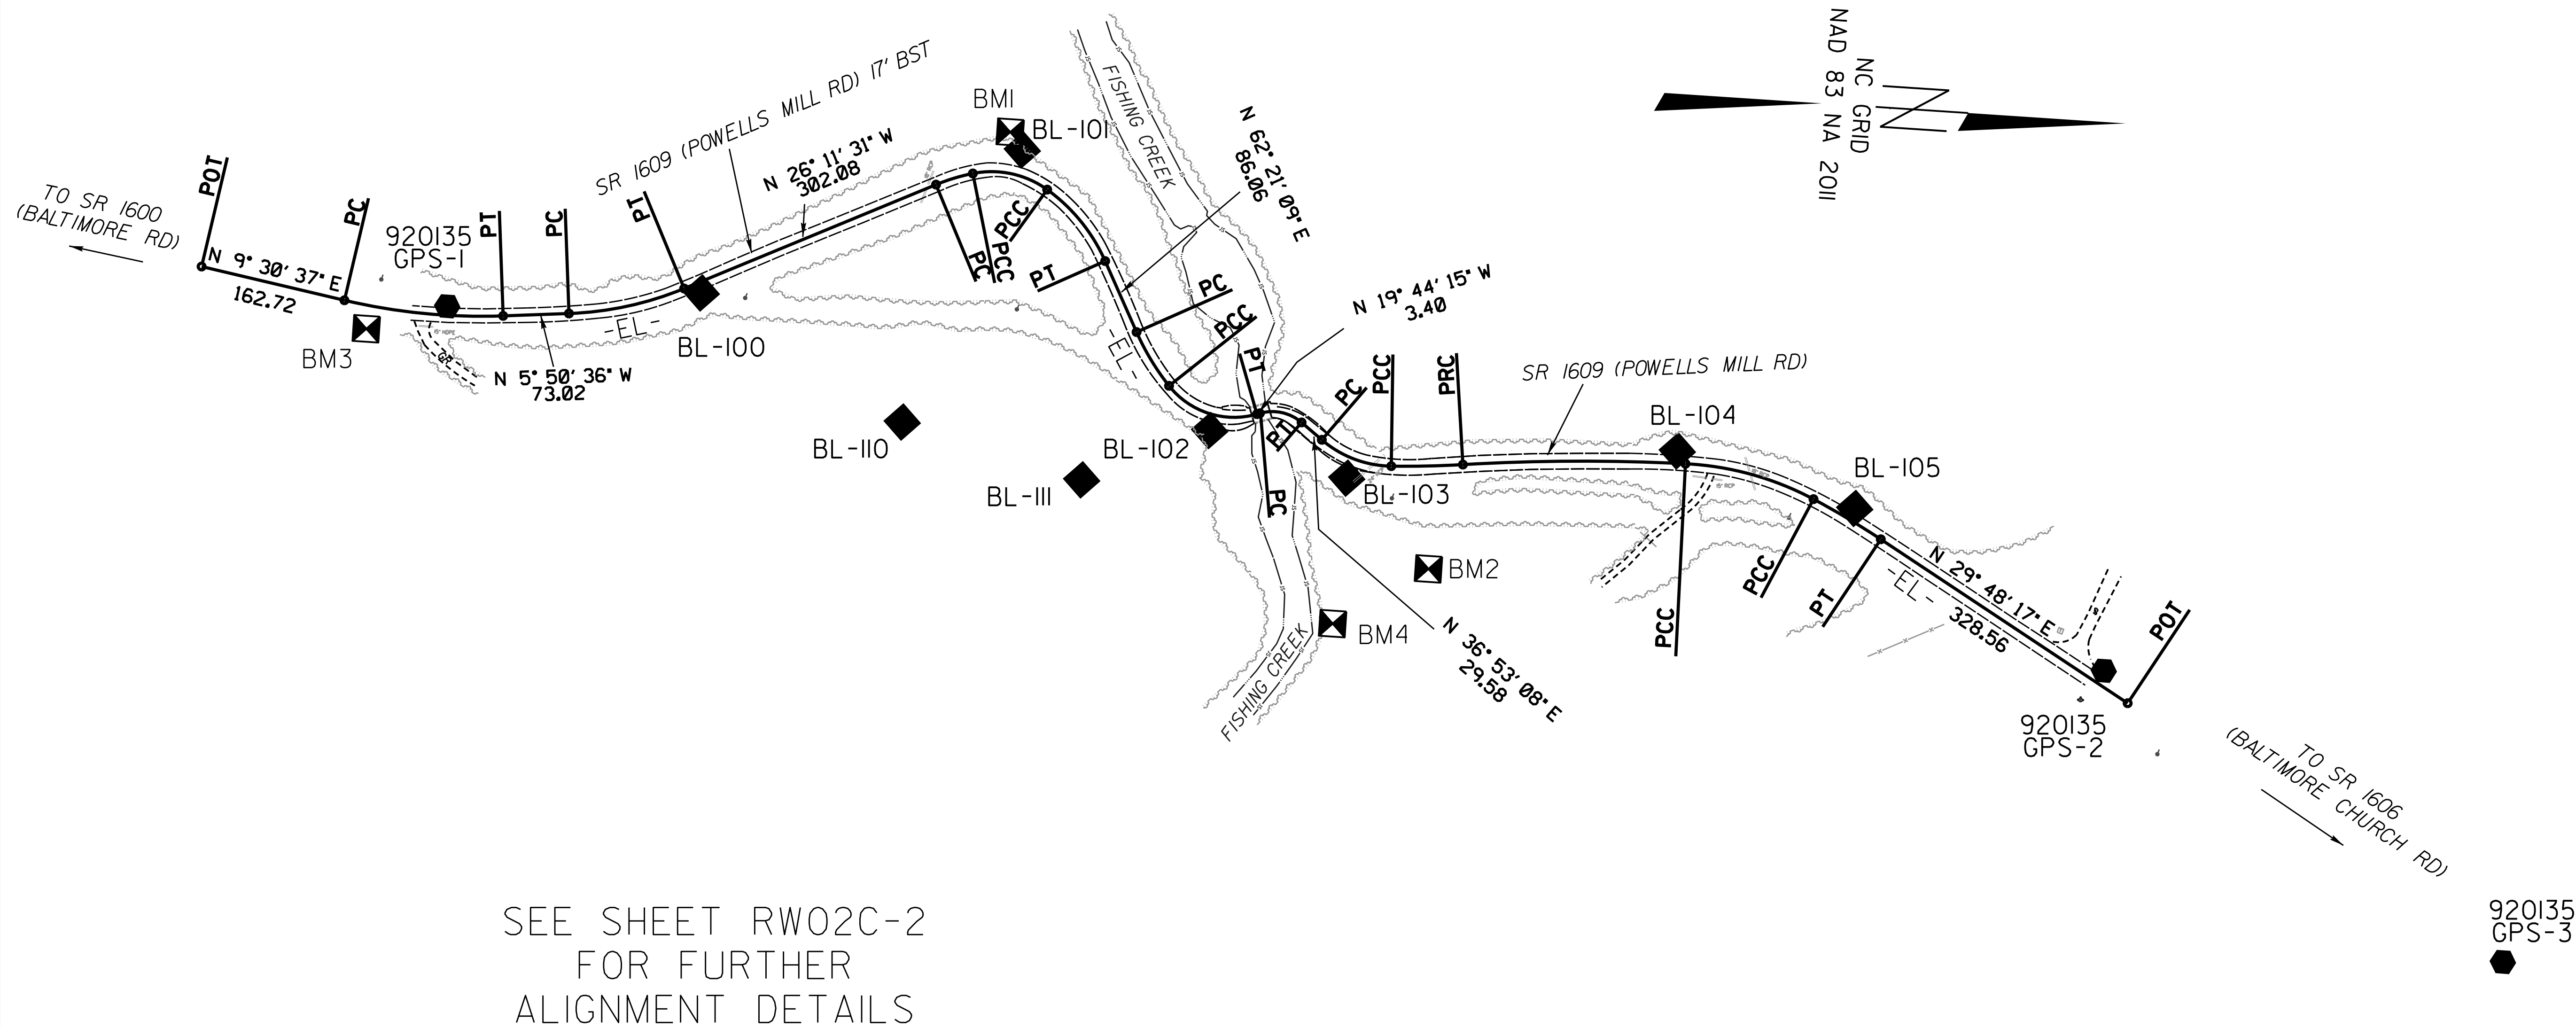 NC GRID
NAD 83 NA 2011
TO SR 1600
(BALTIMORE RD)
POT
N 9° 30' 37" E
162.72
PC
920135
GPS-1
BM3
PT
PC
15" HDPE
GR
N 5° 50' 36" W
73.02
-EL-
PT
BL-100
SR 1609 (POWELLS MILL RD) 17' BST
N 26° 11' 31" W
302.08
BM1
BL-101
PC
PCC
PCC
PT
FISHING CREEK
N 62° 21' 09" E
86.06
-EL-
PC
PCC
PT
BL-110
BL-111
BL-102
N 19° 44' 15" W
3.40
PC
PT
PC
PCC
PRC
BL-103
SR 1609 (POWELLS MILL RD)
BL-104
BL-105
15" RCP
BM2
BM4
FISHING CREEK
N 36° 53' 08" E
29.58
PCC
PCC
PT
-EL-
N 29° 48' 17" E
328.56
POT
920135
GPS-2
TO SR 1606
(BALTIMORE CHURCH RD)
920135
GPS-3
SEE SHEET RW02C-2
FOR FURTHER
ALIGNMENT DETAILS